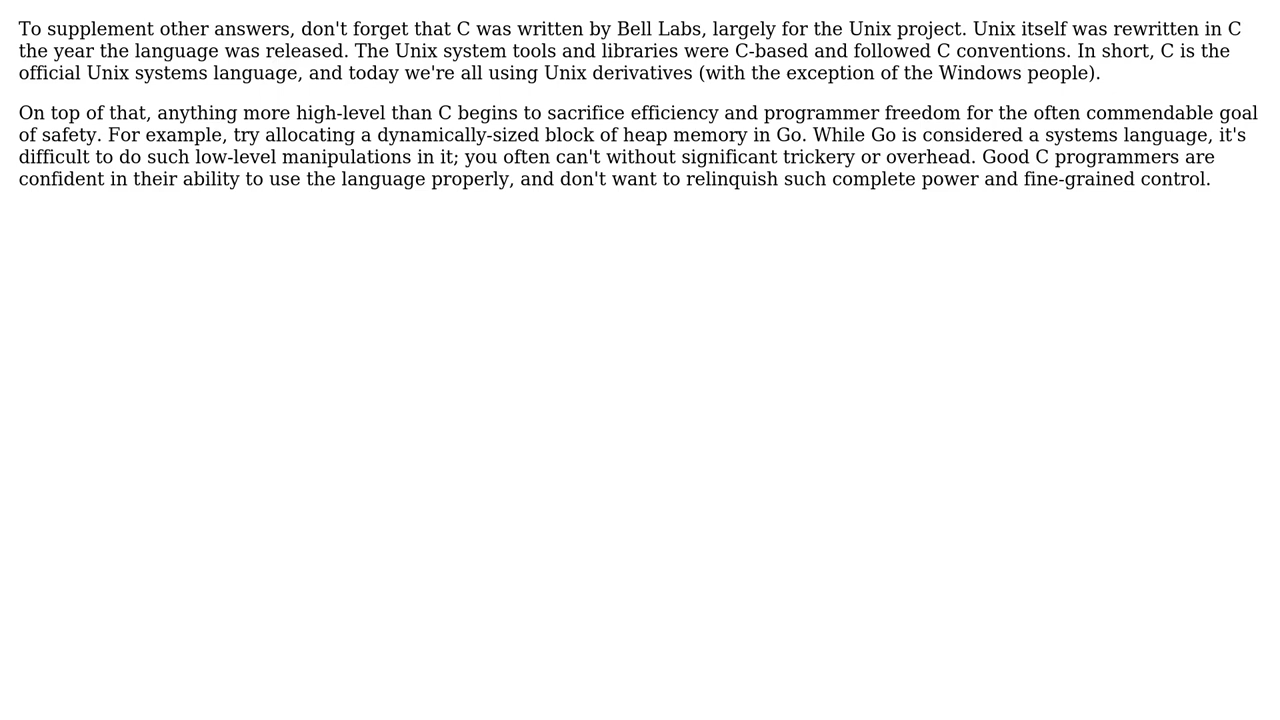 To supplement other answers, don't forget that C was written by Bell Labs, largely for the Unix project. Unix itself was rewritten in C
the year the language was released. The Unix system tools and libraries were C-based and followed C conventions. In short, C is the
official Unix systems language, and today we're all using Unix derivatives (with the exception of the Windows people).
On top of that, anything more high-level than C begins to sacrifice efficiency and programmer freedom for the often commendable goal
of safety. For example, try allocating a dynamically-sized block of heap memory in Go. While Go is considered a systems language, it's
difficult to do such low-level manipulations in it; you often can't without significant trickery or overhead. Good C programmers are
confident in their ability to use the language properly, and don't want to relinquish such complete power and fine-grained control.